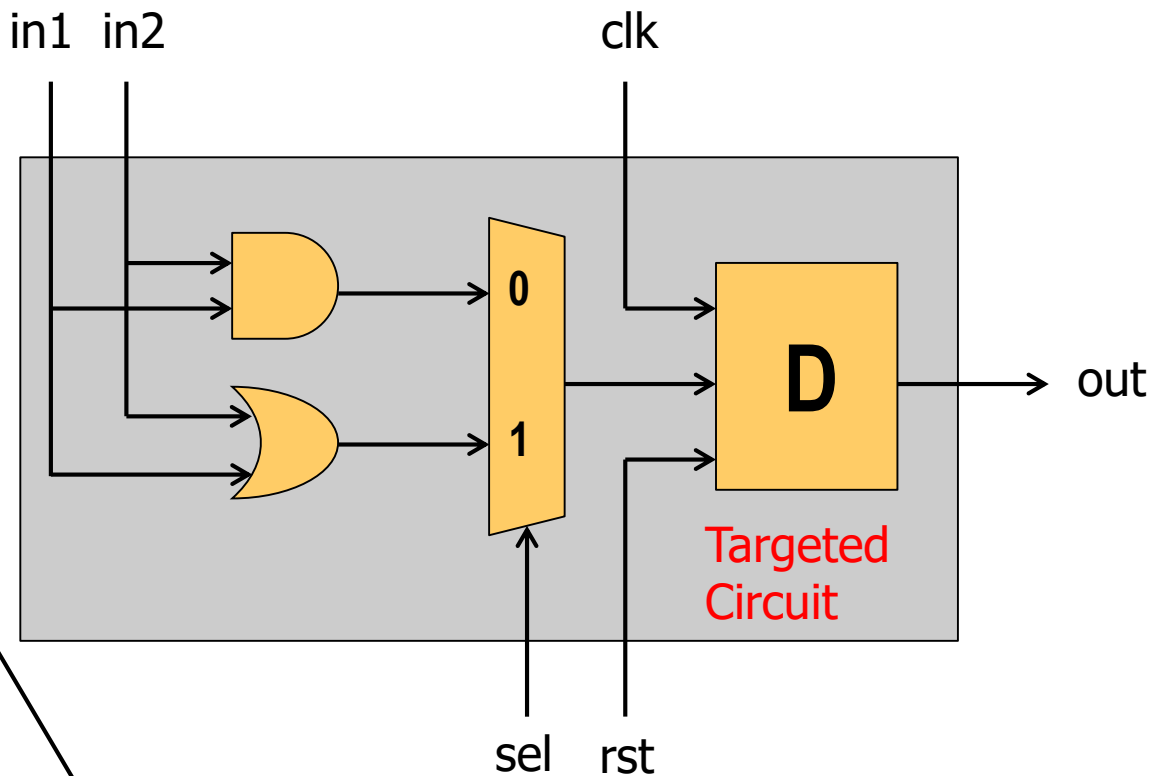 in1 in2 clk
0
D
out
1
Targeted
Circuit
sel rst